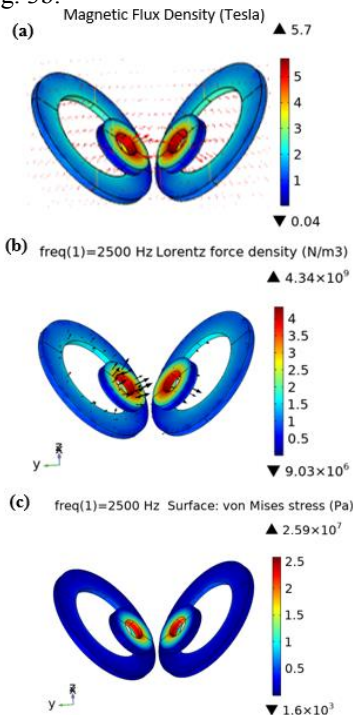 g. 5b.
Magnetic Flux Density (Tesla)
(a)
▲ 5.7
5
4
3
2
1
▼ 0.04
(b)
freq(1)=2500 Hz Lorentz force density (N/m3)
▲ 4.34×10⁹
4
3.5
3
2.5
2
1.5
1
0.5
y
▼ 9.03×10⁶
(c)
freq(1)=2500 Hz Surface: von Mises stress (Pa)
▲ 2.59×10⁷
2.5
2
1.5
1
0.5
y
▼ 1.6×10³